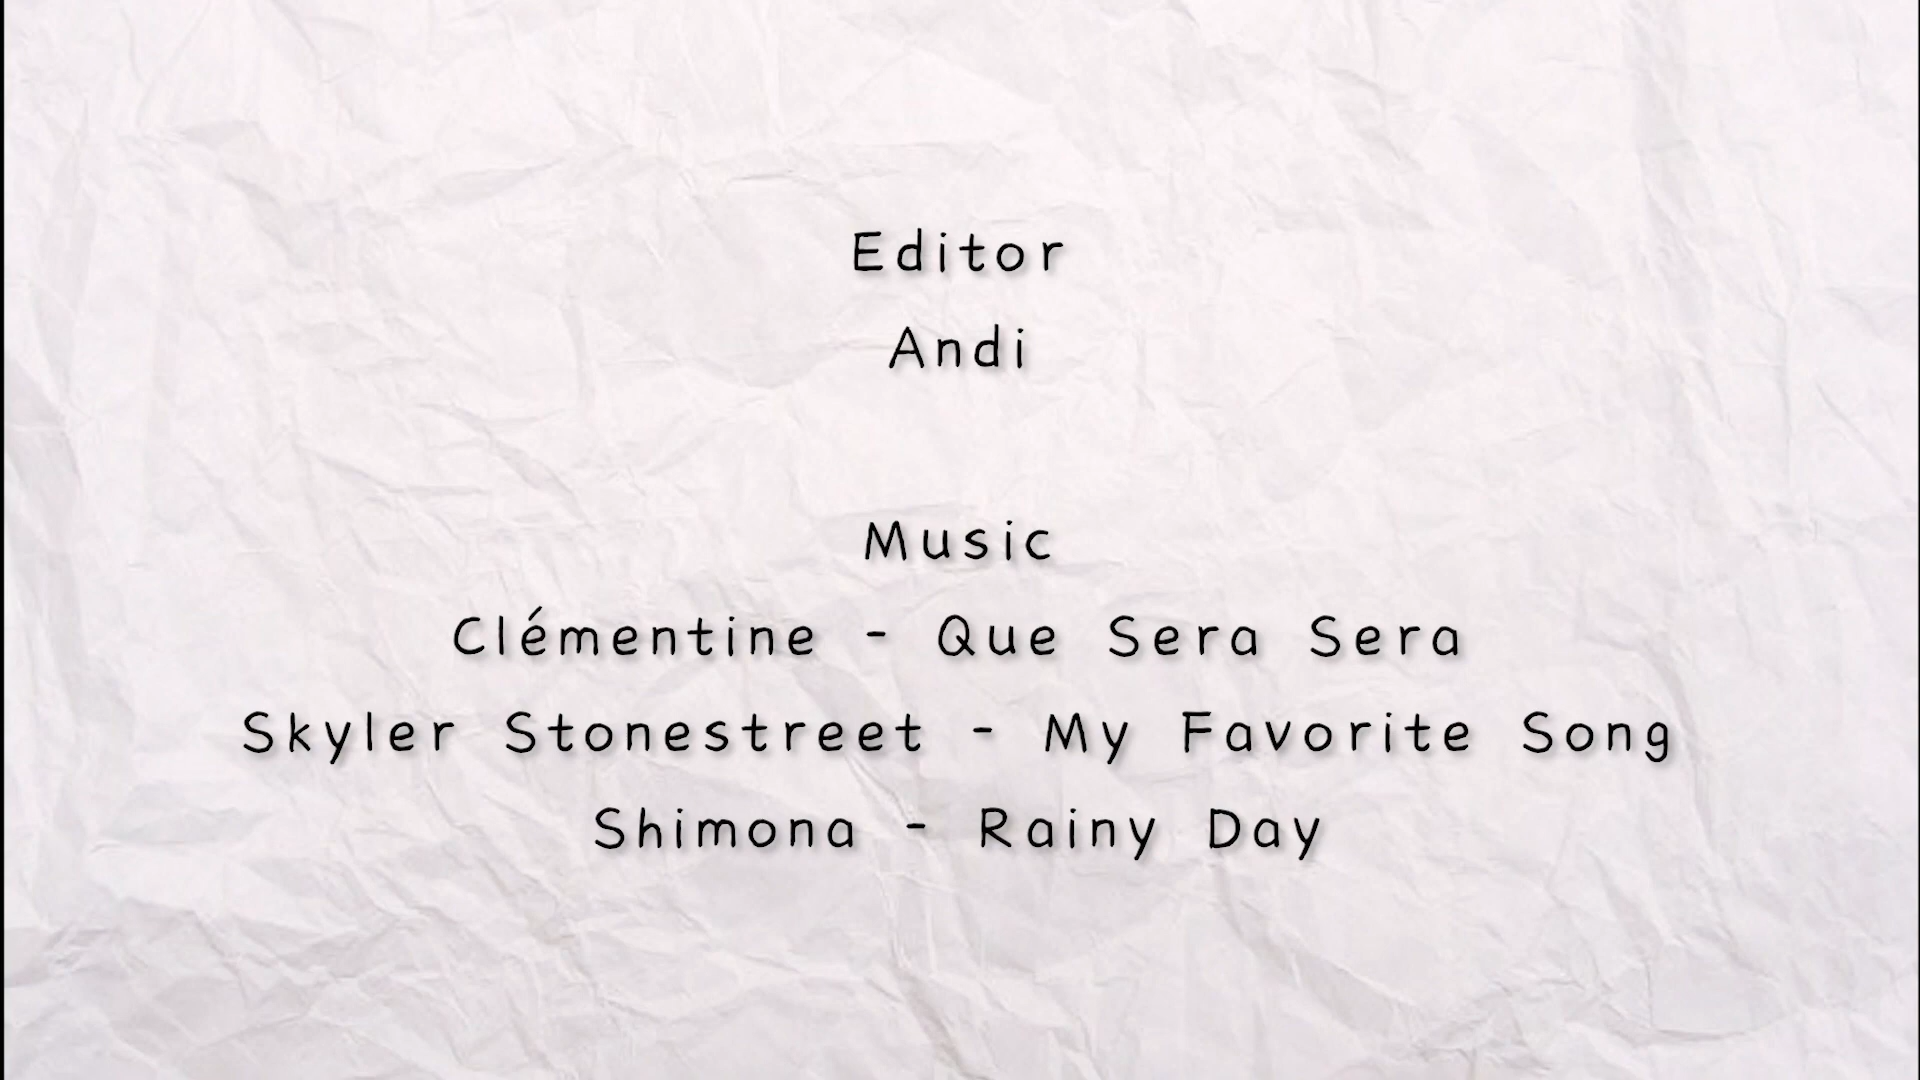 Editor
Andi
Music
Clémentine - Que Sera Sera
Skyler Stonestreet - My Favorite Song
Shimona - Rainy Day